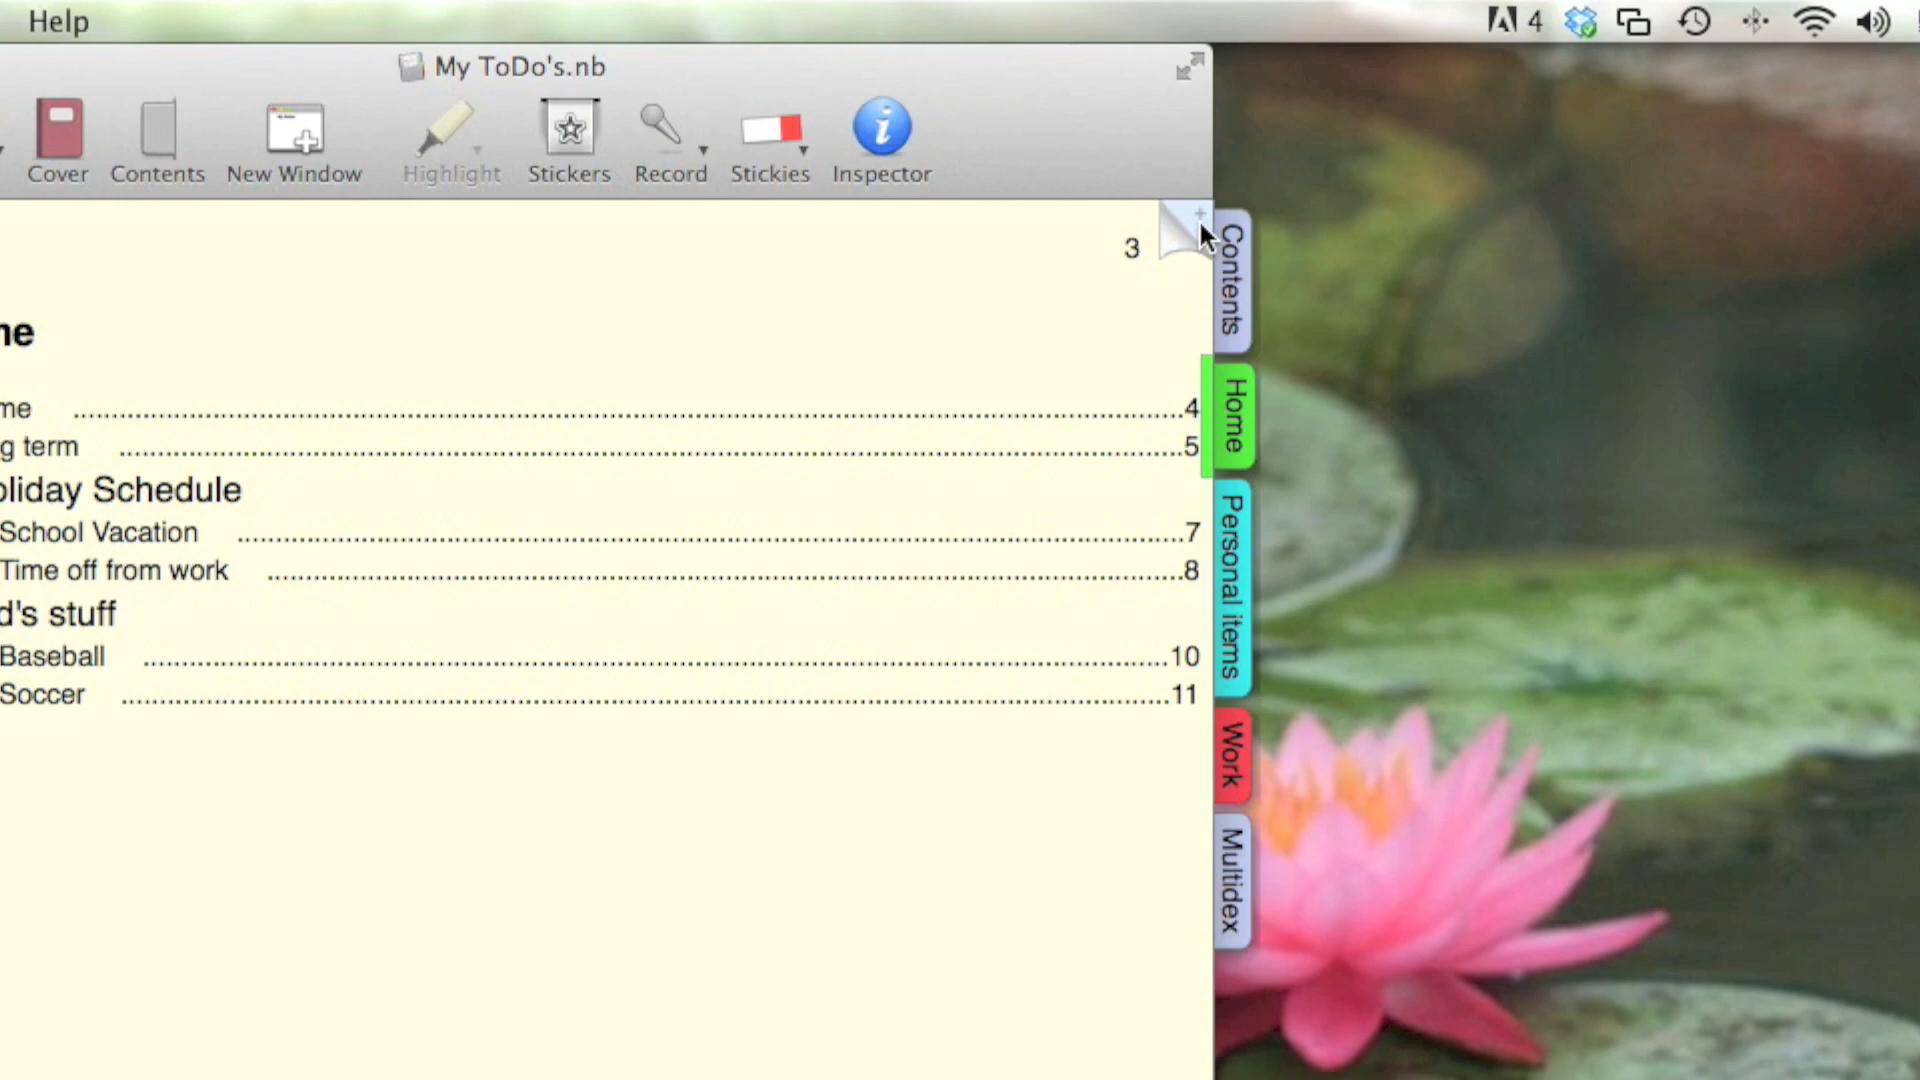 Help
4
My ToDo's.nb
Cover Contents New Window Highlight Stickers Record Stickies Inspector
3
me
me 4
g term 5
oliday Schedule
School Vacation 7
Time off from work 8
d's stuff
Baseball 10
Soccer 11
Contents
Home
Personal items
Work
Multidex